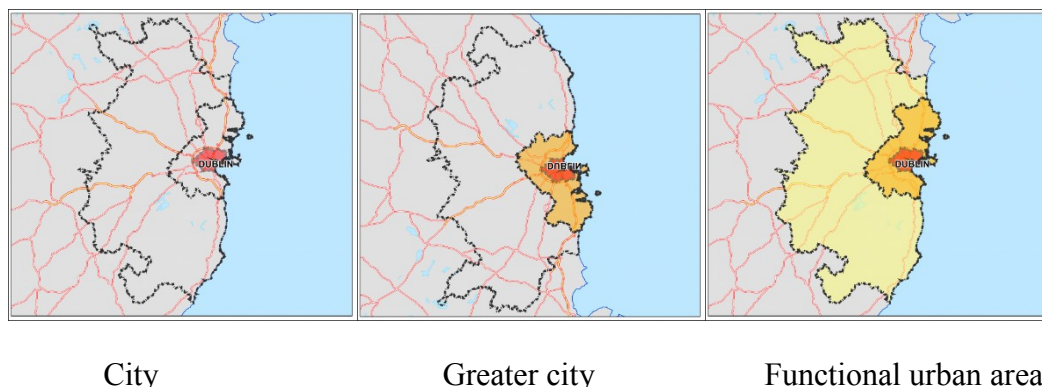 DUBLIN
DUBLIN
DUBLIN
City
Greater city
Functional urban area